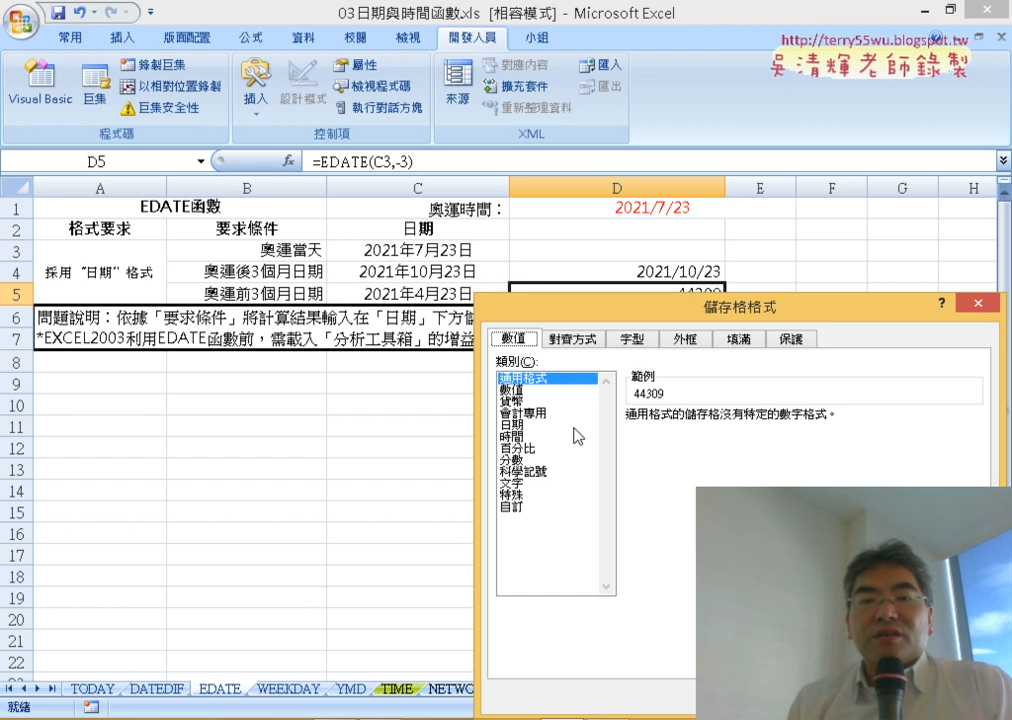 03日期與時間函數.xls [相容模式] - Microsoft Excel
常用 插入 版面配置 公式 資料 校閱 檢視 開發人員 小組
http://terry55wu.blogspot.tw
吳清輝老師錄製
Visual Basic 巨集 錄製巨集 以相對位置錄製 巨集安全性
程式碼
插入 設計模式 屬性 檢視程式碼 執行對話方塊
控制項
來源 對應內容 擴充套件 重新整理資料 匯入 匯出
XML
D5 fx =EDATE(C3,-3)
A B C D E F G H
1 EDATE函數 奧運時間： 2021/7/23
2 格式要求 要求條件 日期
3 奧運當天 2021年7月23日
4 採用 "日期" 格式 奧運後3個月日期 2021年10月23日 2021/10/23
5 奧運前3個月日期 2021年4月23日 44309
6 問題說明：依據「要求條件」將計算結果輸入在「日期」下方儲
7 *EXCEL2003利用EDATE函數前，需載入「分析工具箱」的增益
8
9
10
11
12
13
14
15
16
17
18
19
20
21
22
儲存格格式
?
數值 對齊方式 字型 外框 填滿 保護
類別(C):
通用格式
數值
貨幣
會計專用
日期
時間
百分比
分數
科學記號
文字
特殊
自訂
範例
44309
通用格式的儲存格沒有特定的數字格式。
TODAY DATEDIF EDATE WEEKDAY YMD TIME NETWO
就緒